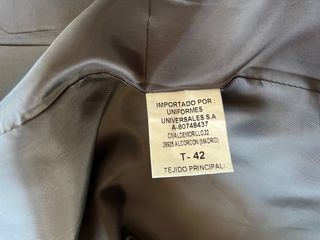 IMPORTADO POR :
UNIFORMES
UNIVERSALES S.A
A-80748437
C/VALDEMORILLO,22
28925 ALCORCON (MADRID)
T- 42
TEJIDO PRINCIPAL: